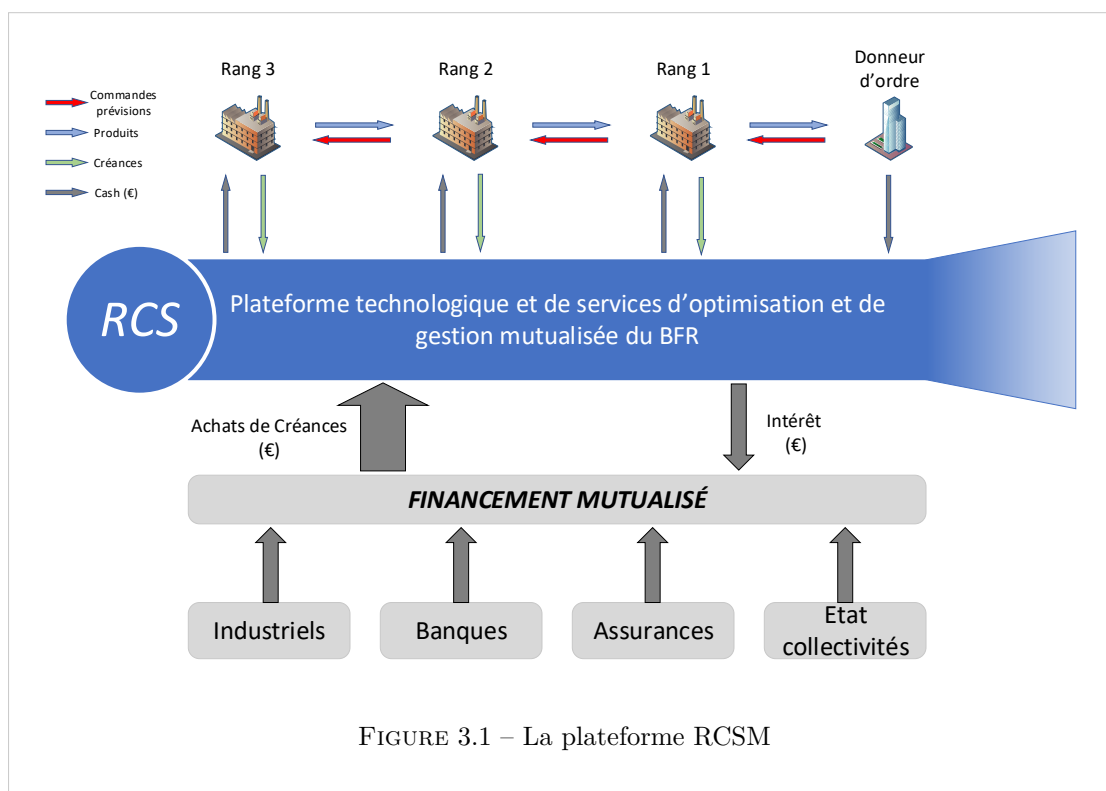 Rang 3
Rang 2
Rang 1
Donneur
d’ordre
Commandes
prévisions
Produits
Créances
Cash (€)
RCS
Plateforme technologique et de services d’optimisation et de
gestion mutualisée du BFR
Achats de Créances
(€)
Intérêt
(€)
FINANCEMENT MUTUALISÉ
Industriels
Banques
Assurances
Etat
collectivités
FIGURE 3.1 – La plateforme RCSM